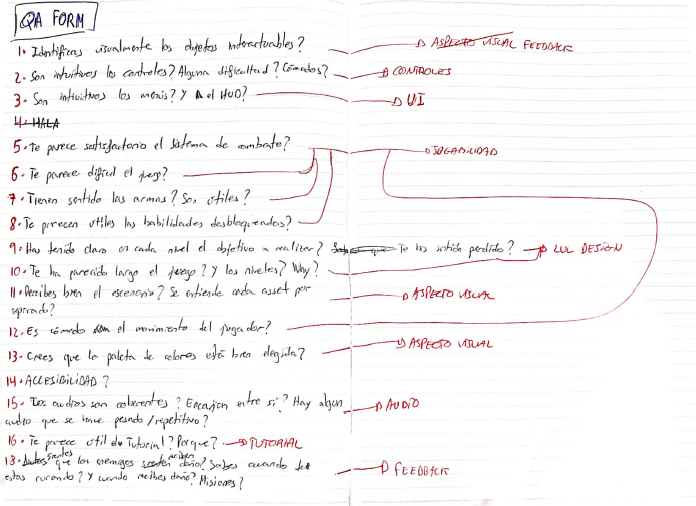 QA FORM
1. Identificas visualmente los objetos interactuables? → ASPECTO VISUAL FEEDBACK
2. Son intuitivos los controles? Alguna dificultad? Cómodos? → CONTROLES
3. Son intuitivos los menús? Y el HUD? → UI
4. HALA
5. Te parece satisfactorio el sistema de combate? → JUGABILIDAD
6. Te parece difícil el juego?
7. Tienen sentido las armas? Son útiles?
8. Te parecen útiles las habilidades desbloqueadas?
9. Has tenido claro en cada nivel el objetivo a realizar? Te has sentido perdido? → LVL DESIGN
10. Te ha parecido largo el juego? Y los niveles? Why?
11. Percibes bien el escenario? Se entiende cada asset por → ASPECTO VISUAL
separado?
12. Es cómodo el movimiento del jugador?
13. Crees que la paleta de colores está bien elegida? → ASPECTO VISUAL
14. ACCESIBILIDAD?
15. Los audios son coherentes? Encajan entre sí? Hay algun → AUDIO
audio que se hace pesado/repetitivo?
16. Te parece util el Tutorial? Porque? → TUTORIAL
18. sientes que los enemigos reciben daño? Sabes cuando te
estas curando? Y cuando recibes daño? Misiones? → FEEDBACK